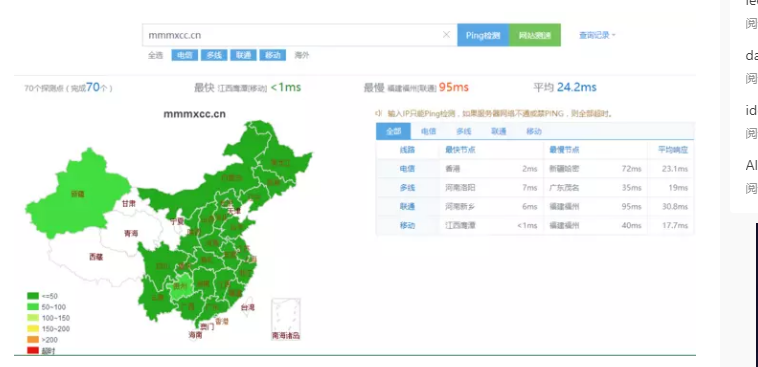 mmmxcc.cn × Ping检测 网站测速 查询记录
全选 电信 多线 联通 移动 海外
70个探测点（完成70个） 最快 江西鹰潭[移动] <1ms 最慢 福建福州[联通] 95ms 平均 24.2ms
mmmxcc.cn
输入IP只能Ping检测，如果服务器网络不通或禁PING，则全部超时。
全部 电信 多线 联通 移动
线路 最快节点 最慢节点 平均响应
电信 香港 2ms 新疆哈密 72ms 23.1ms
多线 河南洛阳 7ms 广东茂名 35ms 19ms
联通 河南新乡 6ms 福建福州 95ms 30.8ms
移动 江西鹰潭 <1ms 福建福州 40ms 17.7ms
黑龙江
新疆
甘肃
宁夏
青海
西藏
台湾
香港
澳门
海南
南海诸岛
<=50
50~100
100~150
150~200
>200
超时
阅
da
阅
id
阅
AI
阅